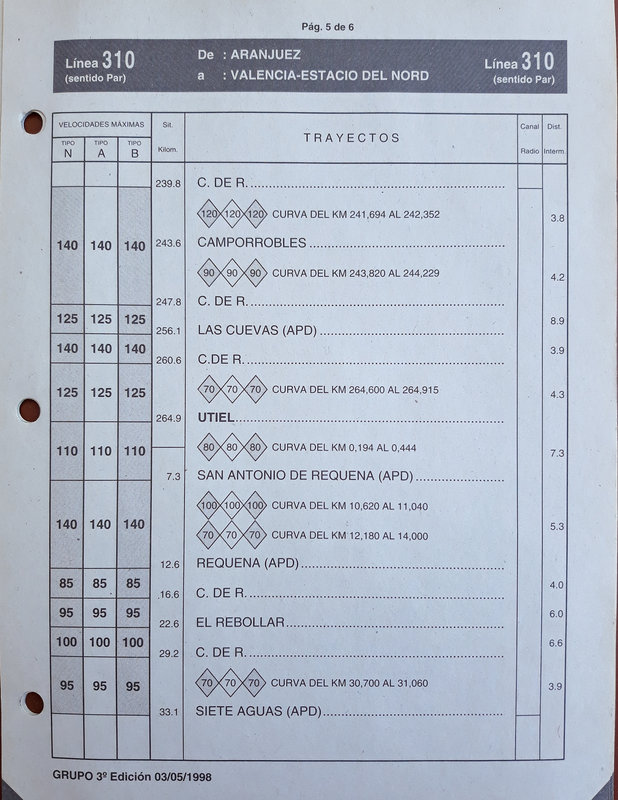 Pág. 5 de 6
Línea 310 De : ARANJUEZ Línea 310
(sentido Par) a : VALENCIA-ESTACIO DEL NORD (sentido Par)
VELOCIDADES MÁXIMAS Sit. Canal Dist.
TIPO TIPO TIPO TRAYECTOS
N A B Kilom. Radio Interm.
239.8 C. DE R.
120 120 120 CURVA DEL KM 241,694 AL 242,352 3.8
140 140 140 243.6 CAMPORROBLES
90 90 90 CURVA DEL KM 243,820 AL 244,229 4.2
247.8 C. DE R.
125 125 125 8.9
256.1 LAS CUEVAS (APD)
140 140 140 3.9
260.6 C.DE R.
125 125 125 70 70 70 CURVA DEL KM 264,600 AL 264,915 4.3
264.9 UTIEL
110 110 110 80 80 80 CURVA DEL KM 0,194 AL 0,444 7.3
7.3 SAN ANTONIO DE REQUENA (APD)
100 100 100 CURVA DEL KM 10,620 AL 11,040
140 140 140 5.3
70 70 70 CURVA DEL KM 12,180 AL 14,000
12.6 REQUENA (APD)
85 85 85 4.0
16.6 C. DE R.
95 95 95 6.0
22.6 EL REBOLLAR
100 100 100 6.6
29.2 C. DE R.
95 95 95 70 70 70 CURVA DEL KM 30,700 AL 31,060 3.9
33.1 SIETE AGUAS (APD)
GRUPO 3º Edición 03/05/1998